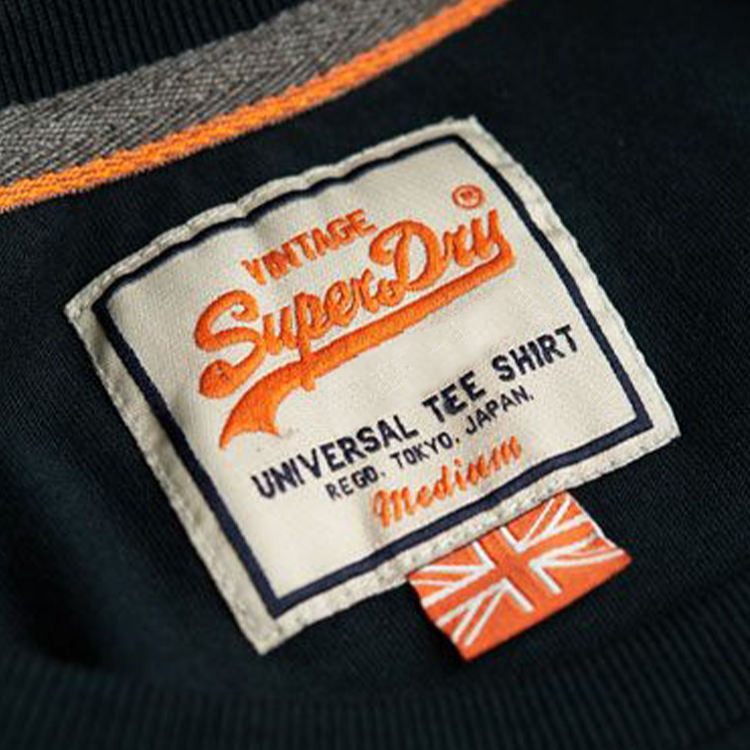 VINTAGE
SuperDry ®
UNIVERSAL TEE SHIRT
REGD. TOKYO. JAPAN.
Medium